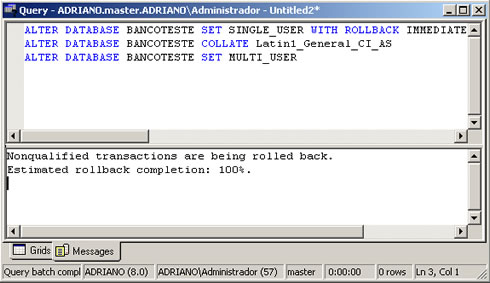 Query - ADRIANO.master.ADRIANO\Administrador - Untitled2*
ALTER DATABASE BANCOTESTE SET SINGLE_USER WITH ROLLBACK IMMEDIATE
ALTER DATABASE BANCOTESTE COLLATE Latin1_General_CI_AS
ALTER DATABASE BANCOTESTE SET MULTI_USER
Nonqualified transactions are being rolled back.
Estimated rollback completion: 100%.
Grids Messages
Query batch compl ADRIANO (8.0) ADRIANO\Administrador (57) master 0:00:00 0 rows Ln 3, Col 1